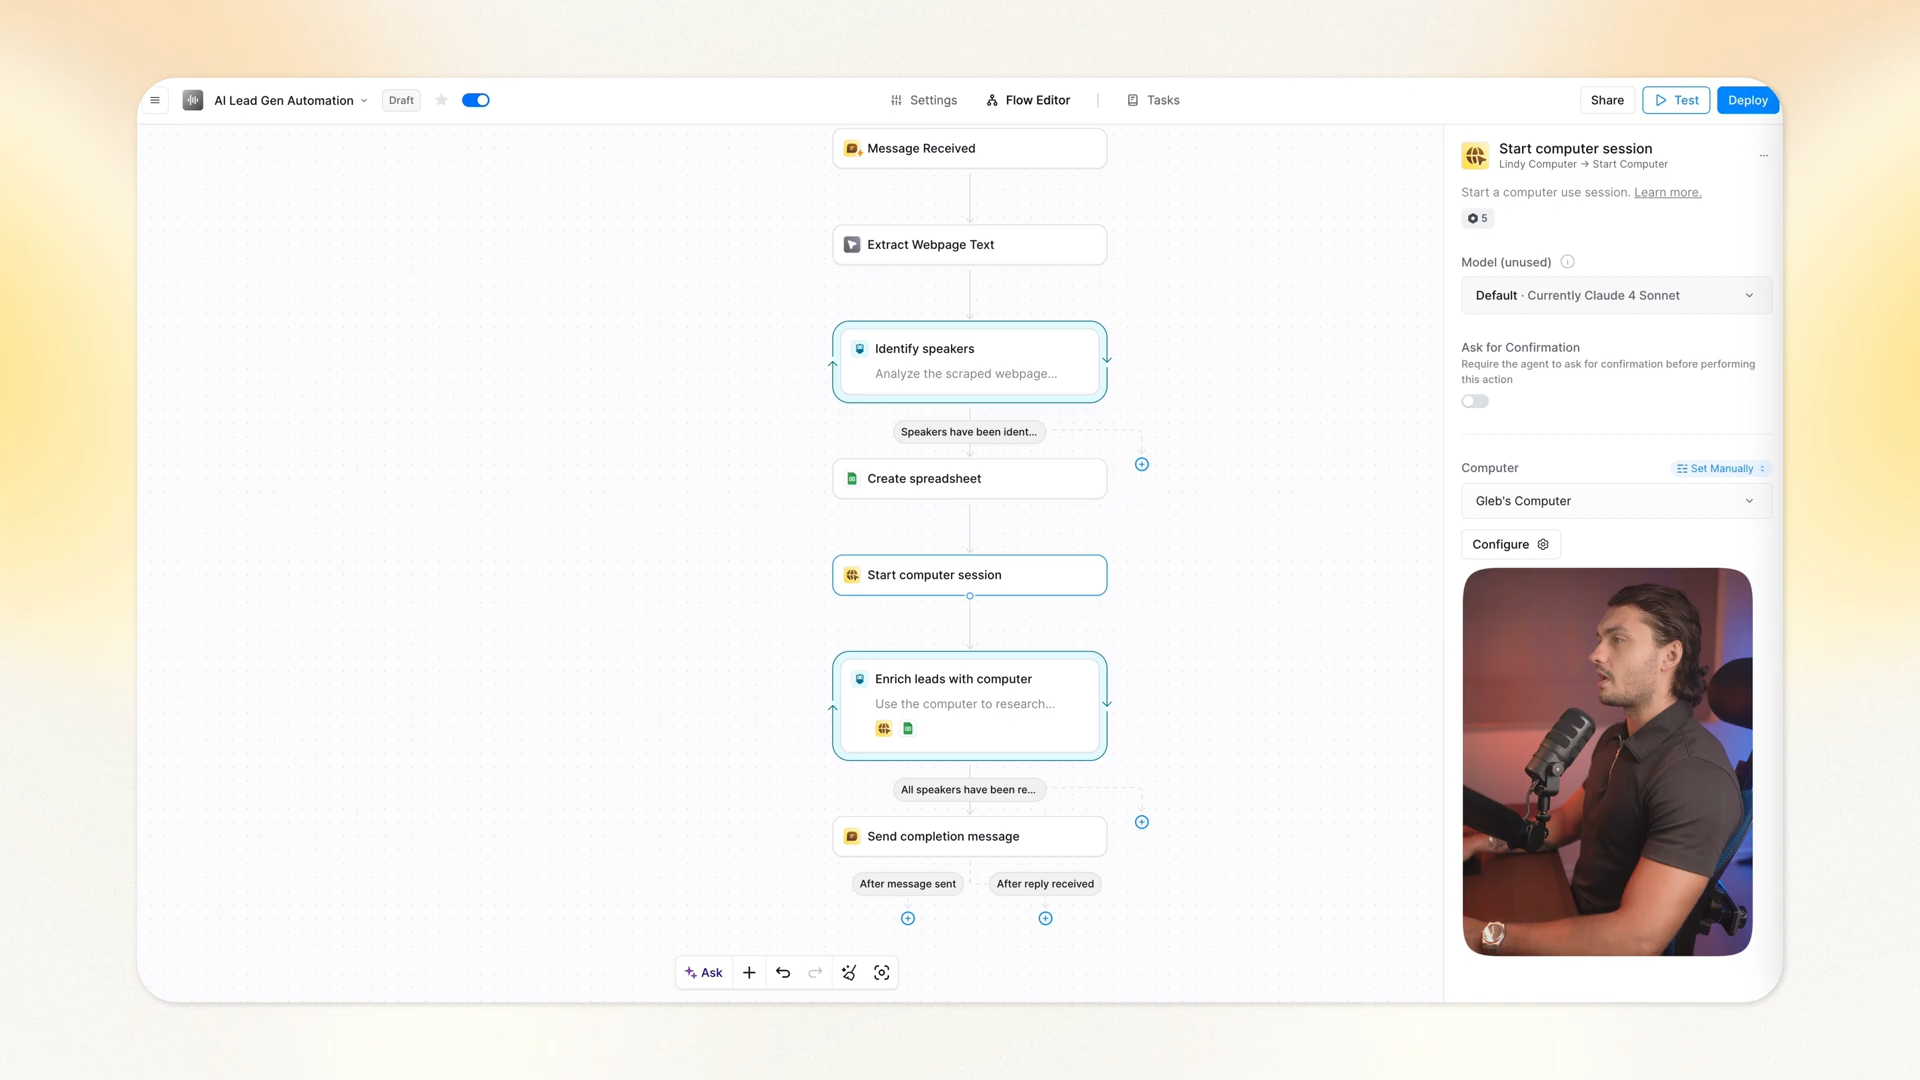 AI Lead Gen Automation
Draft
Settings
Flow Editor
Tasks
Share
Test
Deploy
Message Received
Extract Webpage Text
Identify speakers
Analyze the scraped webpage...
Speakers have been ident...
Create spreadsheet
Start computer session
Enrich leads with computer
Use the computer to research...
All speakers have been re...
Send completion message
After message sent
After reply received
Ask
Start computer session
Lindy Computer → Start Computer
Start a computer use session. Learn more.
5
Model (unused)
Default · Currently Claude 4 Sonnet
Ask for Confirmation
Require the agent to ask for confirmation before performing
this action
Computer
Set Manually
Gleb's Computer
Configure